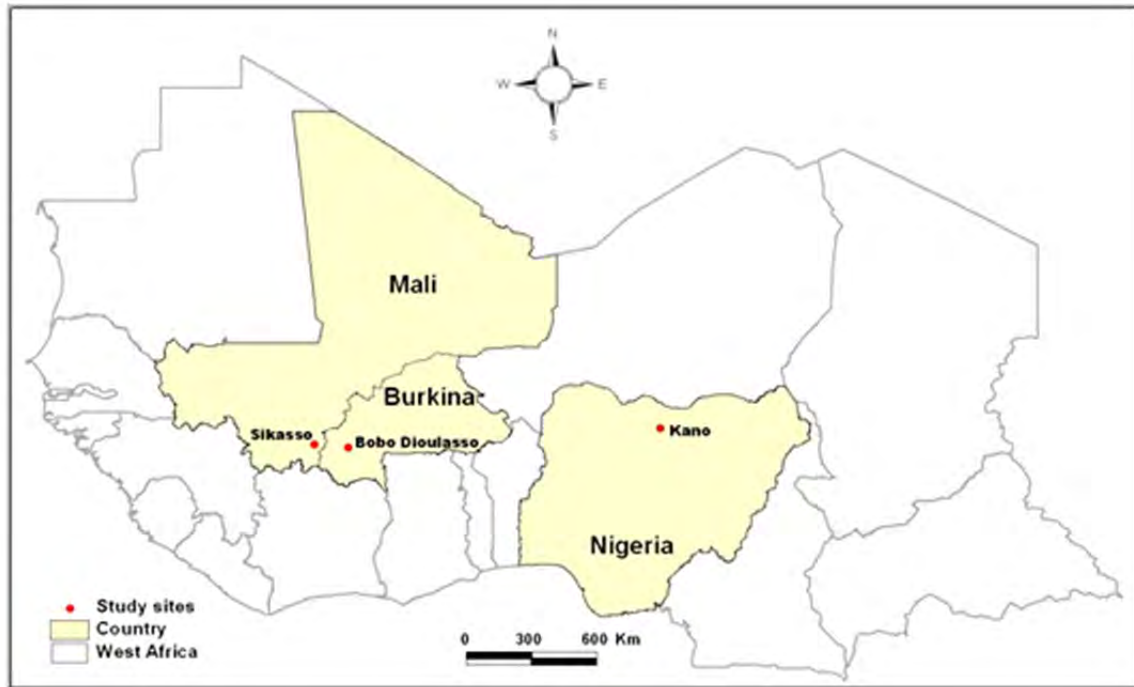 N
W E
S
Mali
Burkina-
Sikasso
Bobo Dioulasso
Kano
Nigeria
Study sites
Country
West Africa
0 300 600 Km